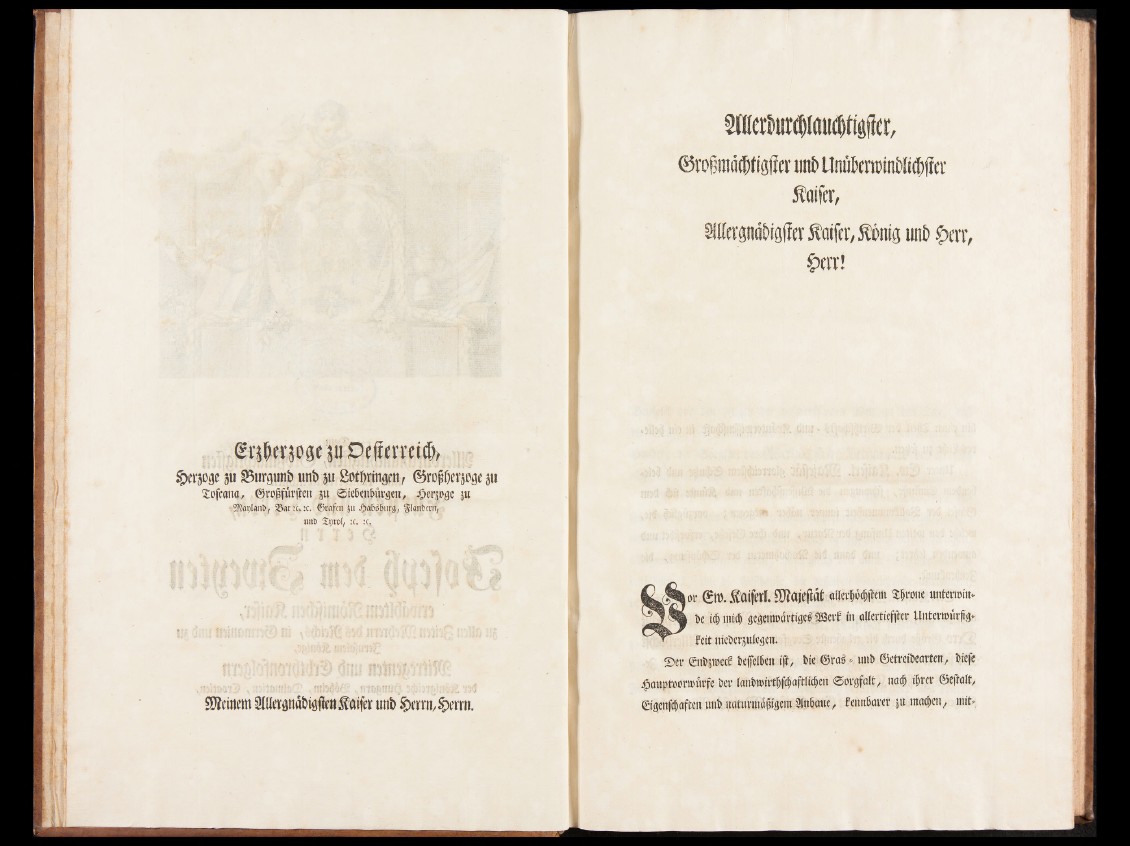 Erzherzoge zu Oesterreich,
Herzoge zu Burgund und zu Lothringen, Großherzoge zu
Toscana, Großfürsten zu Siebenbürgen, Herzoge zu
Mayland, Bar ꝛc. ꝛc. Grafen zu Habsburg, Flandern,
und Tyrol, ꝛc. ꝛc.
Meinem Allergnädigsten Kaiser und Herrn, Herrn.
Allerdurchlauchtigster,
Großmächtigster und Unüberwindlichster
Kaiser,
Allergnädigster Kaiser, König und Herr,
Herr!
Vor Ew. Kaiserl. Majestät allerhöchstem Throne unterwin-
de ich mich gegenwärtiges Werk in allertiefster Unterwürfig-
keit niederzulegen.
Der Endzweck desselben ist, die Gras- und Getreidearten, diese
Hauptvorwürfe der landwirthschaftlichen Sorgfalt, nach ihrer Gestalt,
Eigenschaften und naturmäßigem Anbaue, kennbarer zu machen, mit-